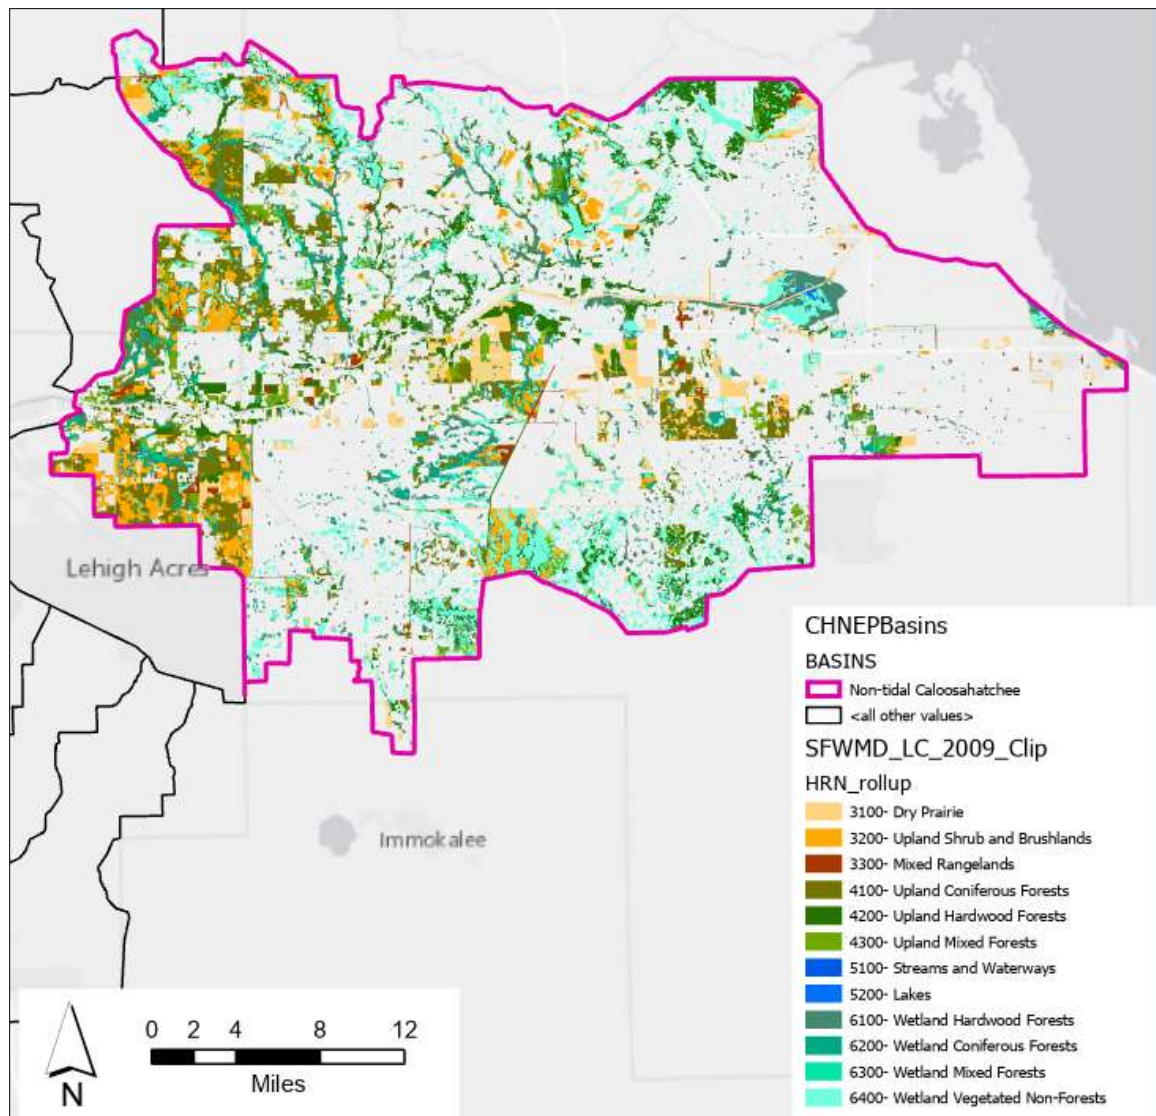 Lehigh Acres
Immokalee
CHNEPBasins
BASINS
Non-tidal Caloosahatchee
<all other values>
SFWMD_LC_2009_Clip
HRN_rollup
3100- Dry Prairie
3200- Upland Shrub and Brushlands
3300- Mixed Rangelands
4100- Upland Coniferous Forests
4200- Upland Hardwood Forests
4300- Upland Mixed Forests
5100- Streams and Waterways
5200- Lakes
6100- Wetland Hardwood Forests
6200- Wetland Coniferous Forests
6300- Wetland Mixed Forests
6400- Wetland Vegetated Non-Forests
0 2 4 8 12
Miles
N